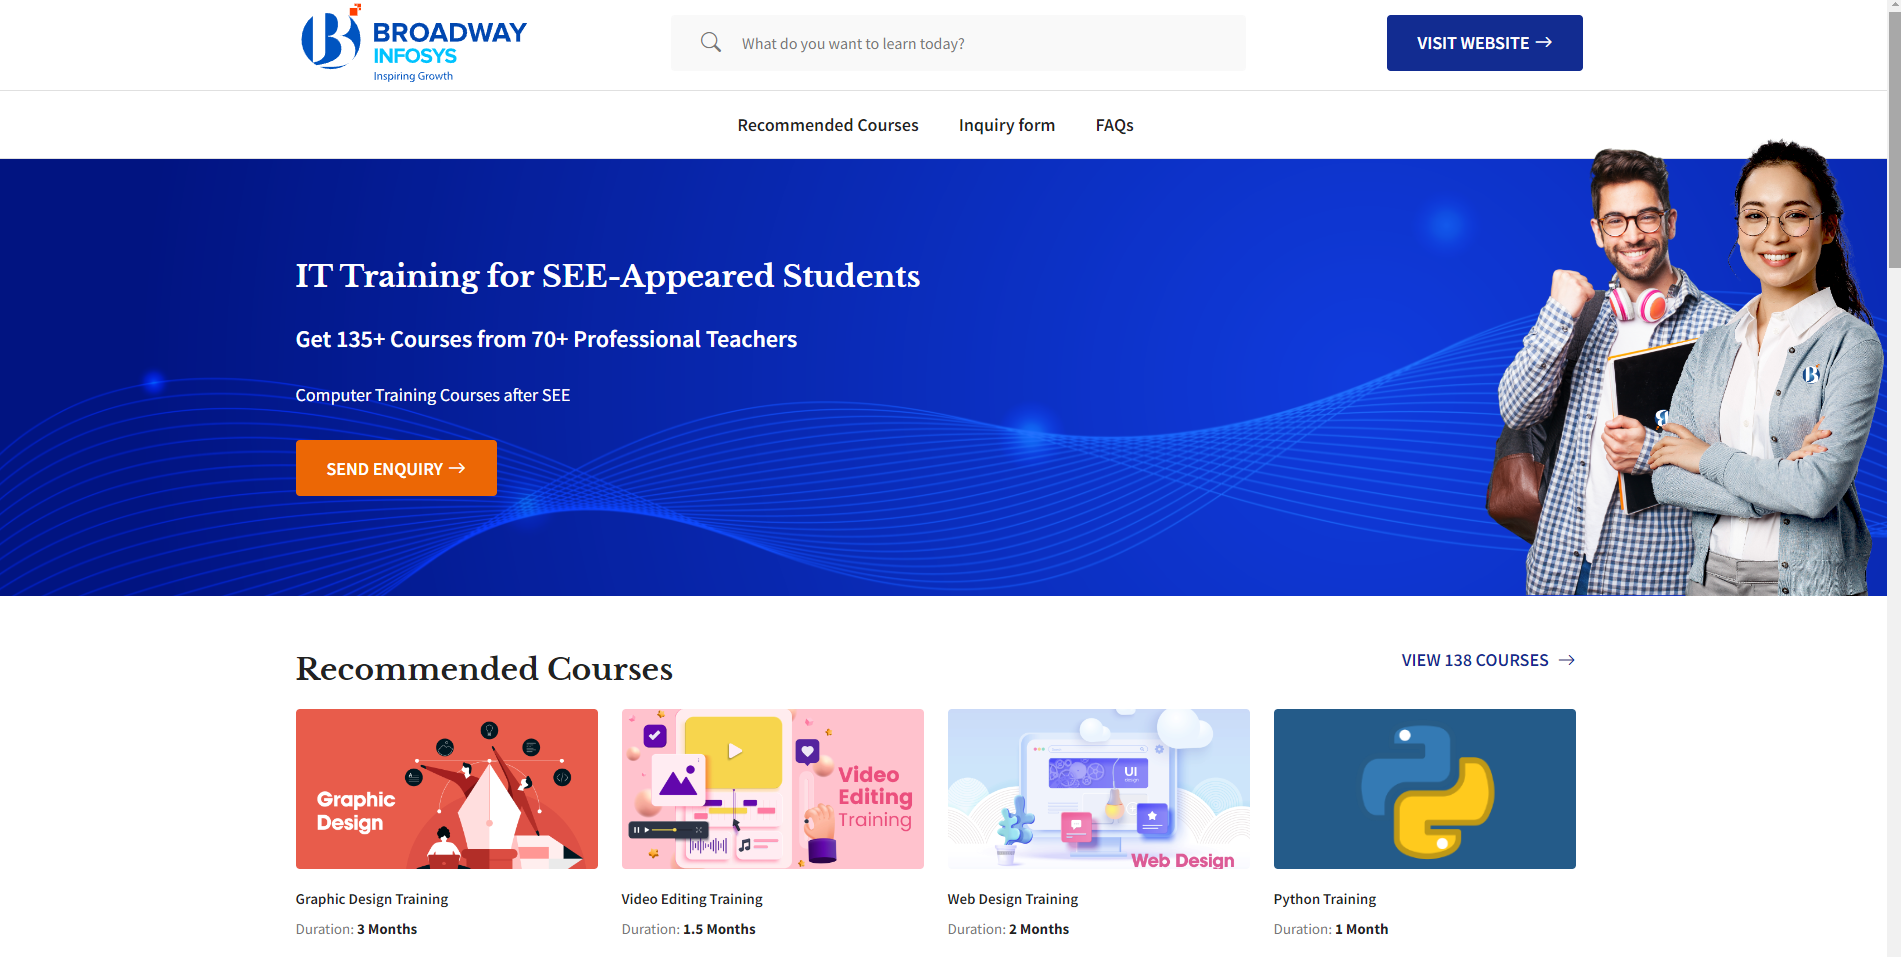 BROADWAY
INFOSYS
Inspiring Growth
What do you want to learn today?
VISIT WEBSITE
Recommended Courses
Inquiry form
FAQs
IT Training for SEE-Appeared Students
Get 135+ Courses from 70+ Professional Teachers
Computer Training Courses after SEE
SEND ENQUIRY
Recommended Courses
VIEW 138 COURSES
Graphic
Design
Video
Editing
Training
UI
Web Design
Graphic Design Training
Duration: 3 Months
Video Editing Training
Duration: 1.5 Months
Web Design Training
Duration: 2 Months
Python Training
Duration: 1 Month